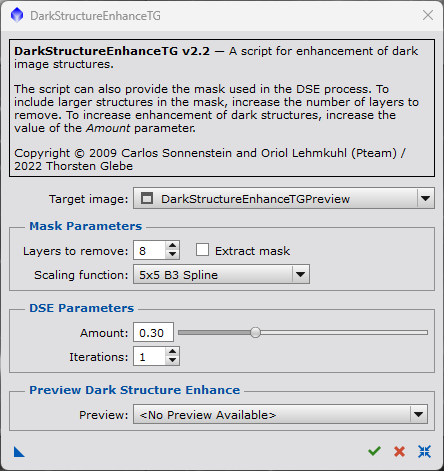 DarkStructureEnhanceTG
DarkStructureEnhanceTG v2.2 — A script for enhancement of dark
image structures.
The script can also provide the mask used in the DSE process. To
include larger structures in the mask, increase the number of layers to
remove. To increase enhancement of dark structures, increase the
value of the Amount parameter.
Copyright © 2009 Carlos Sonnenstein and Oriol Lehmkuhl (Pteam) /
2022 Thorsten Glebe
Target image: DarkStructureEnhanceTGPreview
Mask Parameters
Layers to remove: 8 Extract mask
Scaling function: 5x5 B3 Spline
DSE Parameters
Amount: 0.30
Iterations: 1
Preview Dark Structure Enhance
Preview: <No Preview Available>